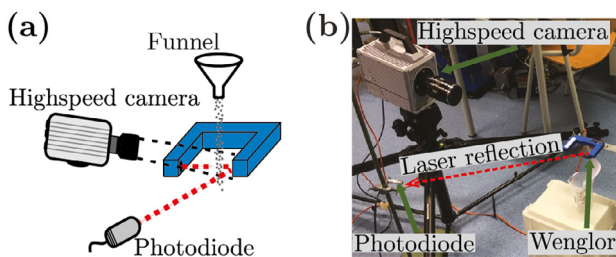 (a)
Funnel
Highspeed camera
Photodiode
(b)
Highspeed camera
Laser reflection
Photodiode
Wenglor